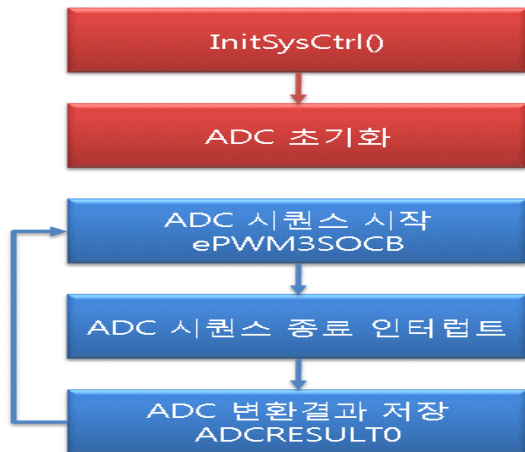 InitSysCtrl()
ADC 초기화
ADC 시퀀스 시작
ePWM3SOCB
ADC 시퀀스 종료 인터럽트
ADC 변환결과 저장
ADCRESULT0